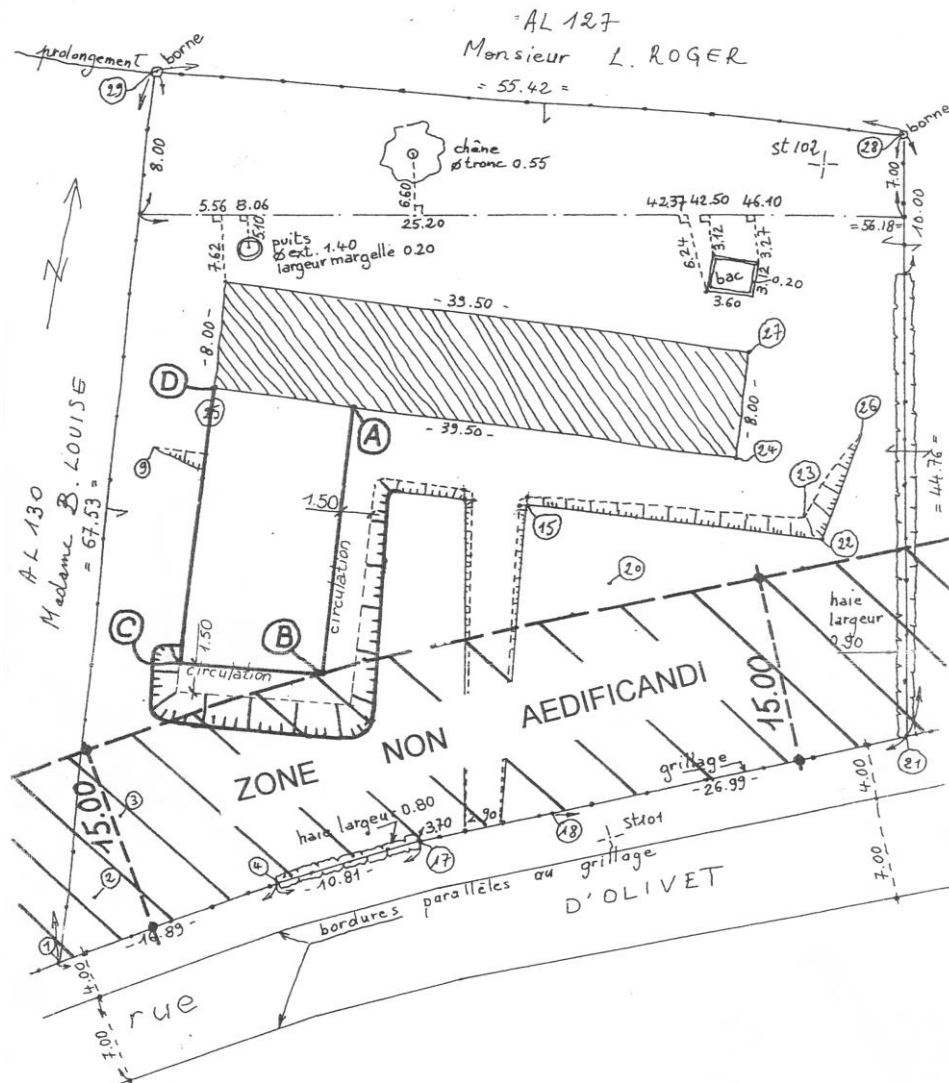 AL 127
Monsieur L. ROGER
prolongement
borne
29
= 55.42 =
borne
28
st 102
chêne
ø tronc 0.55
8.00
7.00
10.00
6.60
5.56
8.06
25.20
42.37
42.50
46.10
= 56.18 =
5.10
7.62
puits
ø ext. 1.40
largeur margelle 0.20
6.24
3.12
3.27
bac
3.12
0.20
3.60
- 39.50 -
27
- 8.00 -
- 8.00 -
D
25
A
- 39.50 -
24
26
9
23
= 44.76 =
AL 130
Madame B. LOUISE
= 67.53 =
1.50
15
22
circulation
20
haie
largeur
C
1.50
B
circulation
15.00
ZONE NON AEDIFICANDI
21
15.00
3
grillage
- 26.99 -
4.00
haie largeur 0.80
3.70
18
st101
2
4
- 10.81 -
17
7.00
1
- 16.89 -
bordures parallèles au grillage
D'OLIVET
4.00
rue
7.00